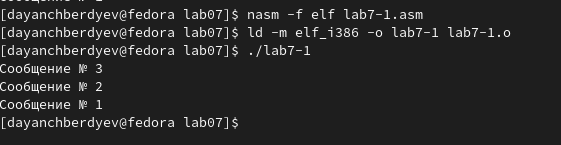 [dayanchberdyev@fedora lab07]$ nasm -f elf lab7-1.asm
[dayanchberdyev@fedora lab07]$ ld -m elf_i386 -o lab7-1 lab7-1.o
[dayanchberdyev@fedora lab07]$ ./lab7-1
Сообщение № 3
Сообщение № 2
Сообщение № 1
[dayanchberdyev@fedora lab07]$